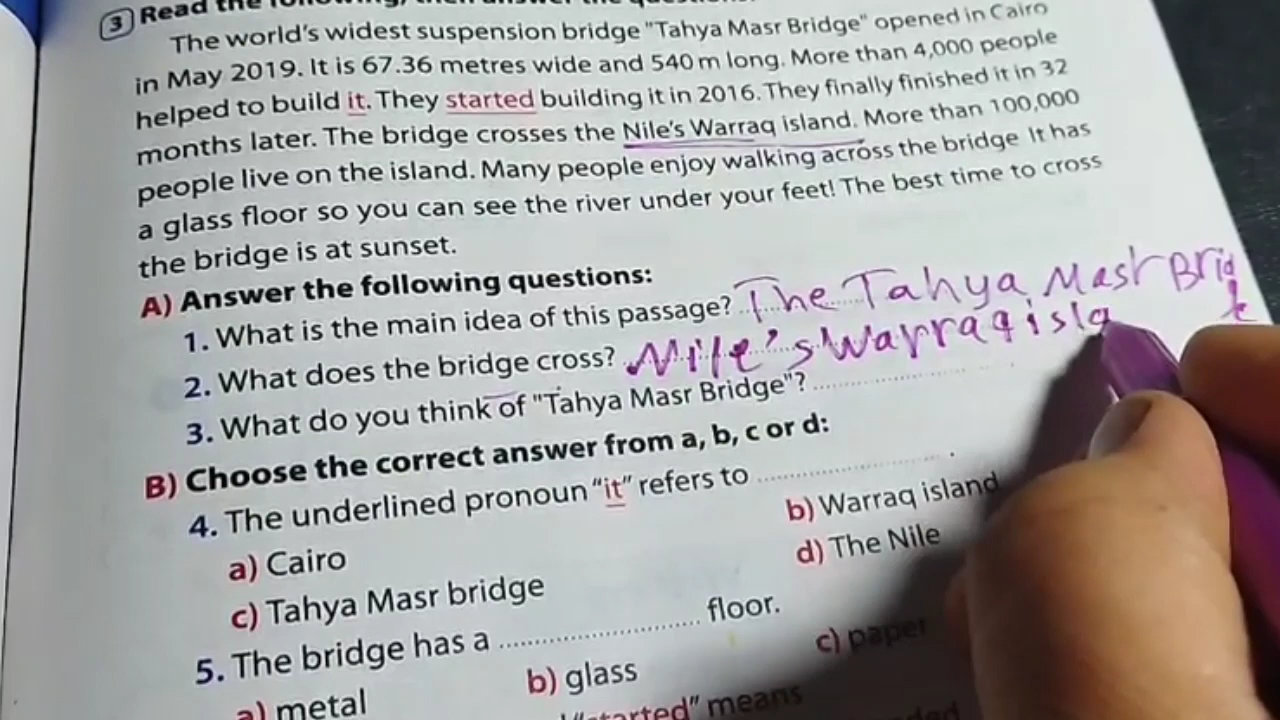 3 Read the following, then answer the questions:
The world's widest suspension bridge "Tahya Masr Bridge" opened in Cairo
in May 2019. It is 67.36 metres wide and 540 m long. More than 4,000 people
helped to build it. They started building it in 2016. They finally finished it in 32
months later. The bridge crosses the Nile's Warraq island. More than 100,000
people live on the island. Many people enjoy walking across the bridge It has
a glass floor so you can see the river under your feet! The best time to cross
the bridge is at sunset.
A) Answer the following questions:
1. What is the main idea of this passage? The Tahya Masr Bridg
2. What does the bridge cross? Nile's Warraq isla
3. What do you think of "Tahya Masr Bridge"? ....................
B) Choose the correct answer from a, b, c or d:
4. The underlined pronoun "it" refers to .................... .
a) Cairo b) Warraq island
c) Tahya Masr bridge d) The Nile
5. The bridge has a .................... floor.
a) metal b) glass c) paper
"started" means